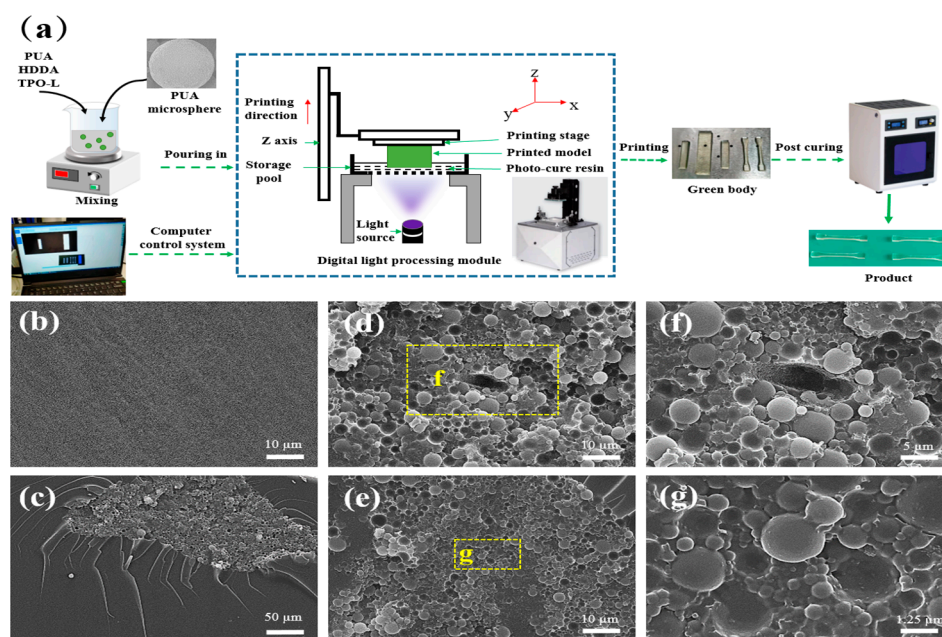 (a)
PUA
HDDA
TPO-L
PUA
microsphere
Mixing
Pouring in
Computer
control system
Printing
direction
Z axis
Storage
pool
z
x
y
Printing stage
Printed model
Photo-cure resin
Light
source
Digital light processing module
Printing
Green body
Post curing
Product
(b)
10 μm
(d)
f
10 μm
(f)
5 μm
(c)
50 μm
(e)
g
10 μm
(g)
1.25 μm